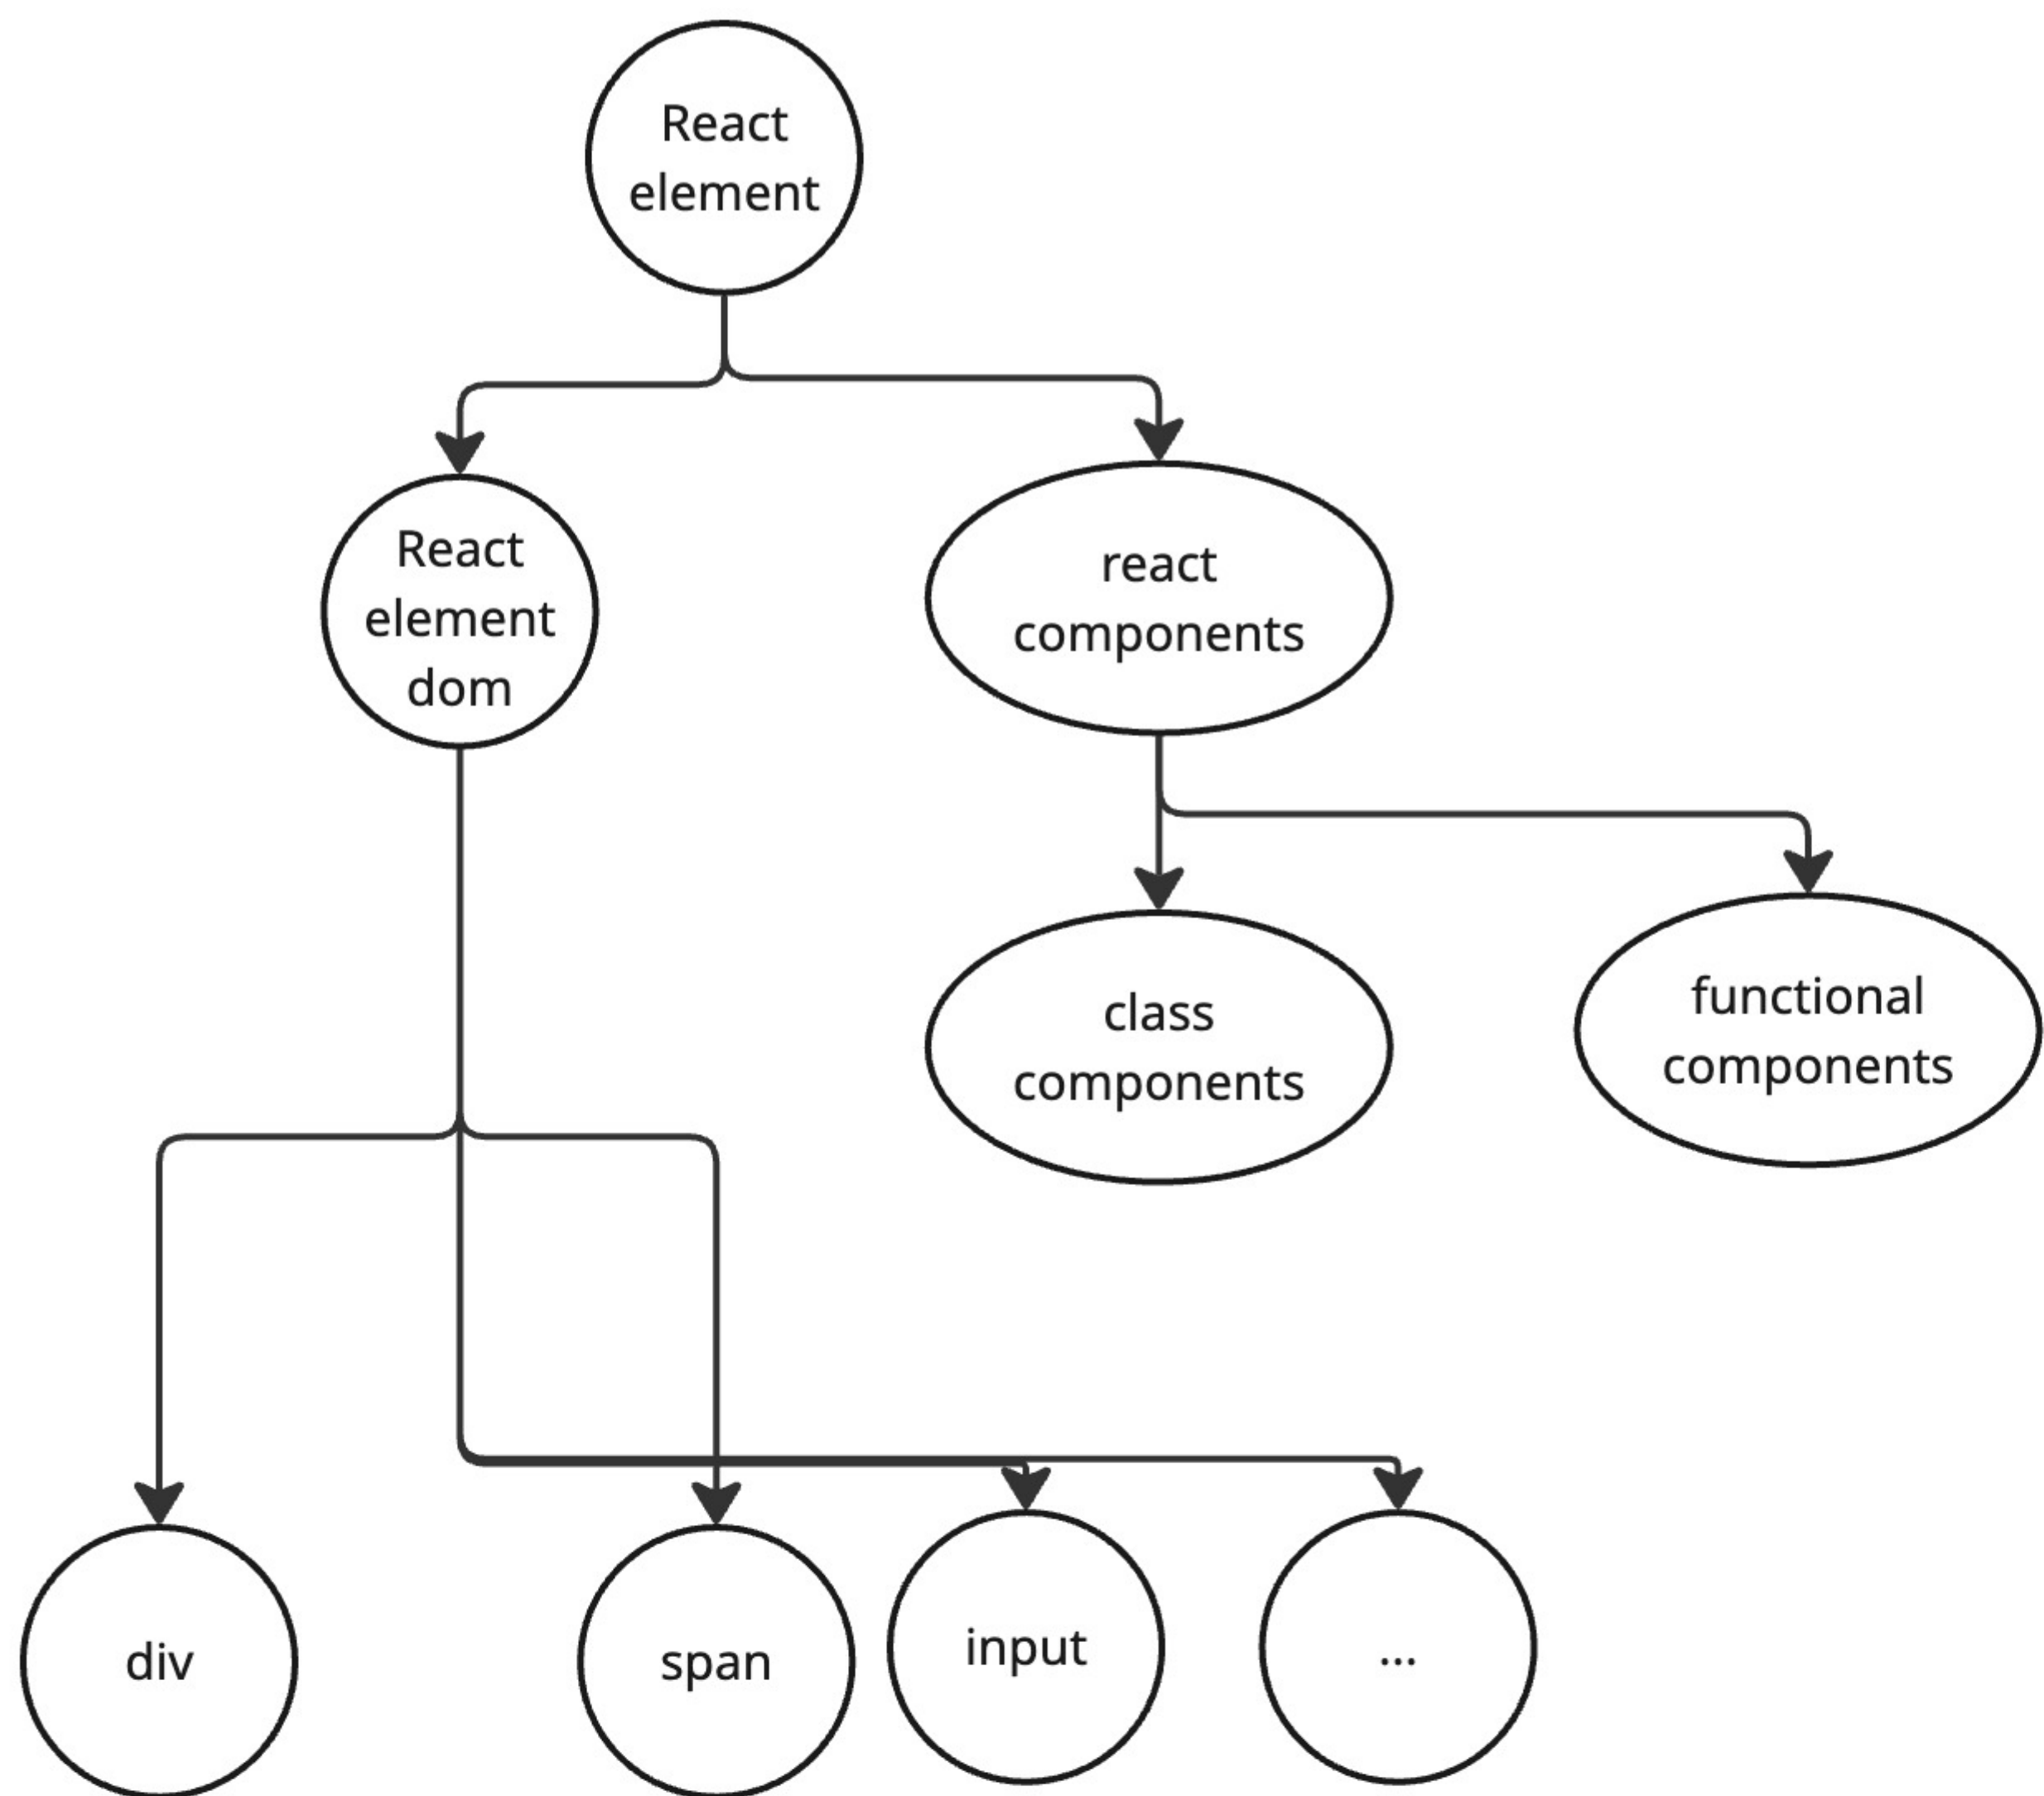 React
element
React
element
dom
react
components
class
components
functional
components
div
span
input
...